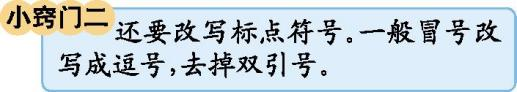 小窍门二
还要改写标点符号。一般冒号改
写成逗号,去掉双引号。